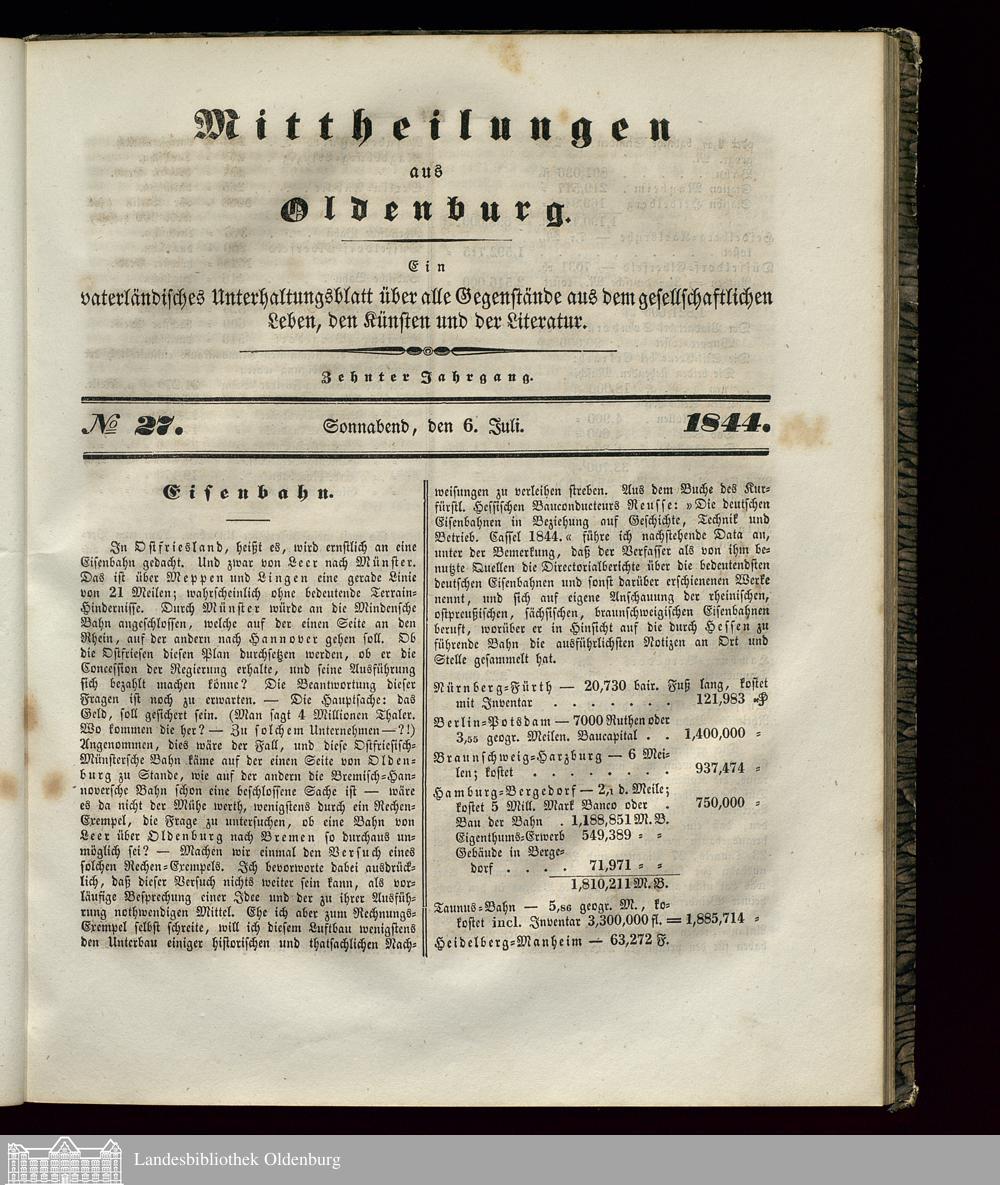 Mittheilungen
aus
Oldenburg.
Ein
vaterländisches Unterhaltungsblatt über alle Gegenstände aus dem gesellschaftlichen
Leben, den Künsten und der Literatur.
Zehnter Jahrgang.
№ 27. Sonnabend, den 6. Juli. 1844.
Eisenbahn.
In Ostfriesland, heißt es, wird ernstlich an eine
Eisenbahn gedacht. Und zwar von Leer nach Münster.
Das ist über Meppen und Lingen eine gerade Linie
von 21 Meilen; wahrscheinlich ohne bedeutende Terrain-
Hindernisse. Durch Münster würde an die Mindensche
Bahn angeschlossen, welche auf der einen Seite an den
Rhein, auf der andern nach Hannover gehen soll. Ob
die Ostfriesen diesen Plan durchsetzen werden, ob er die
Concession der Regierung erhalte, und seine Ausführung
sich bezahlt machen könne? Die Beantwortung dieser
Fragen ist noch zu erwarten. — Die Hauptsache: das
Geld, soll gesichert sein. (Man sagt 4 Millionen Thaler.
Wo kommen die her? — Zu solchem Unternehmen —?!)
Angenommen, dies wäre der Fall, und diese Ostfriesisch-
Münstersche Bahn käme auf der einen Seite von Olden-
burg zu Stande, wie auf der andern die Bremisch-Han-
noversche Bahn schon eine beschlossene Sache ist — wäre
es da nicht der Mühe werth, wenigstens durch ein Rechen-
Exempel, die Frage zu untersuchen, ob eine Bahn von
Leer über Oldenburg nach Bremen so durchaus un-
möglich sei? — Machen wir einmal den Versuch eines
solchen Rechen-Exempels. Ich bevorworte dabei ausdrück-
lich, daß dieser Versuch nichts weiter sein kann, als vor-
läufige Besprechung einer Idee und der zu ihrer Ausfüh-
rung nothwendigen Mittel. Ehe ich aber zum Rechnungs-
Exempel selbst schreite, will ich diesem Luftbau wenigstens
den Unterbau einiger historischen und thatsachlichen Nach-
weisungen zu verleihen streben. Aus dem Buche des Kur-
fürstl. Hessischen Bauconducteurs Reusse: »Die deutschen
Eisenbahnen in Beziehung auf Geschichte, Technik und
Betrieb. Cassel 1844.« führe ich nachstehende Data an,
unter der Bemerkung, daß der Verfasser als von ihm be-
nutzte Quellen die Directorialberichte über die bedeutendsten
deutschen Eisenbahnen und sonst darüber erschienenen Werke
nennt, und sich auf eigene Anschauung der rheinischen,
ostpreußischen, sächsischen, braunschweigischen Eisenbahnen
beruft, worüber er in Hinsicht auf die durch Hessen zu
führende Bahn die ausführlichsten Notizen an Ort und
Stelle gesammelt hat.
Nürnberg-Fürth — 20,730 bair. Fuß lang, kostet
mit Inventar . . . . . . . 121,983 ₰
Berlin-Potsdam — 7000 Ruthen oder
3,55 geogr. Meilen. Baucapital . . 1,400,000 =
Braunschweig-Harzburg — 6 Mei-
len; kostet . . . . . . . 937,474 =
Hamburg-Bergedorf — 2,1 d. Meile;
kostet 5 Mill. Mark Banco oder . 750,000 =
Bau der Bahn . 1,188,851 M.B.
Eigenthums-Erwerb 549,389 = =
Gebäude in Berge-
dorf . . . . 71,971 = =
1,810,211 M.B.
Taunus-Bahn — 5,86 geogr. M., ko-
kostet incl. Inventar 3,300,000 fl. = 1,885,714 =
Heidelberg-Manheim — 63,272 F.
Landesbibliothek Oldenburg